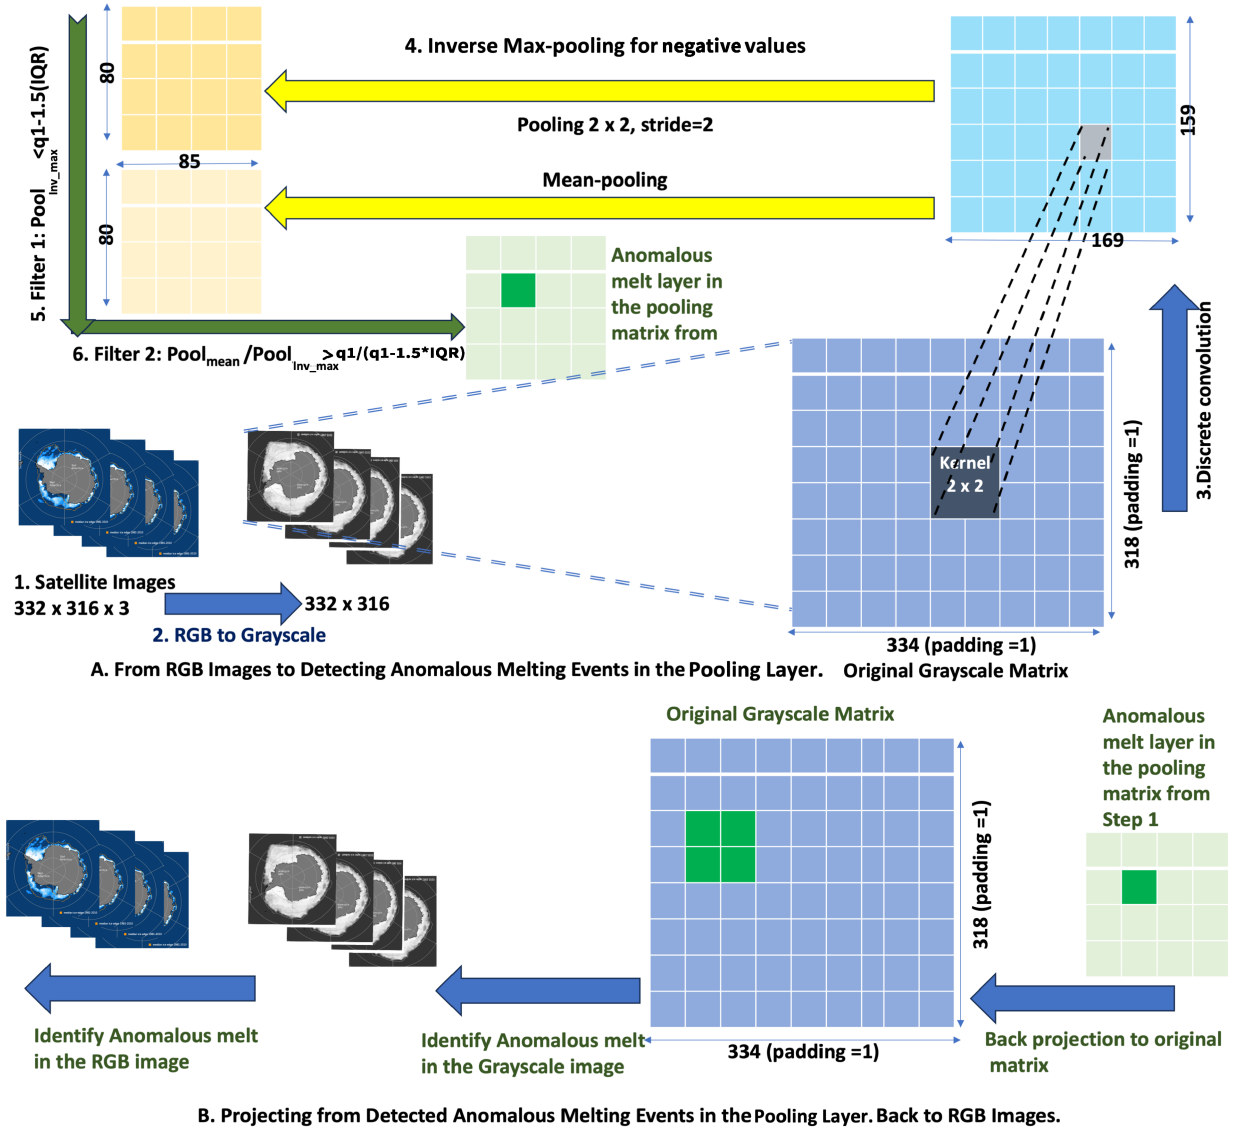 4. Inverse Max-pooling for negative values
Pooling 2 x 2, stride=2
Mean-pooling
80
85
80
159
169
5. Filter 1: Pool Inv_max <q1-1.5(IQR)
6. Filter 2: Pool mean /Pool Inv_max >q1/(q1-1.5*IQR)
Anomalous
melt layer in
the pooling
matrix from
3.Discrete convolution
Kernel
2 x 2
318 (padding =1)
334 (padding =1)
Original Grayscale Matrix
1. Satellite Images
332 x 316 x 3
332 x 316
2. RGB to Grayscale
A. From RGB Images to Detecting Anomalous Melting Events in the Pooling Layer.
Original Grayscale Matrix
Anomalous
melt layer in
the pooling
matrix from
Step 1
318 (padding =1)
334 (padding =1)
Back projection to original
matrix
Identify Anomalous melt
in the Grayscale image
Identify Anomalous melt
in the RGB image
B. Projecting from Detected Anomalous Melting Events in the Pooling Layer. Back to RGB Images.